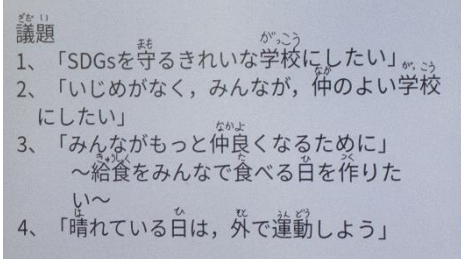 議題
1、「SDGsを守るきれいな学校にしたい」
2、「いじめがなく，みんなが，仲のよい学校
にしたい」
3、「みんながもっと仲良くなるために」
～給食をみんなで食べる日を作りた
い～
4、「晴れている日は，外で運動しよう」